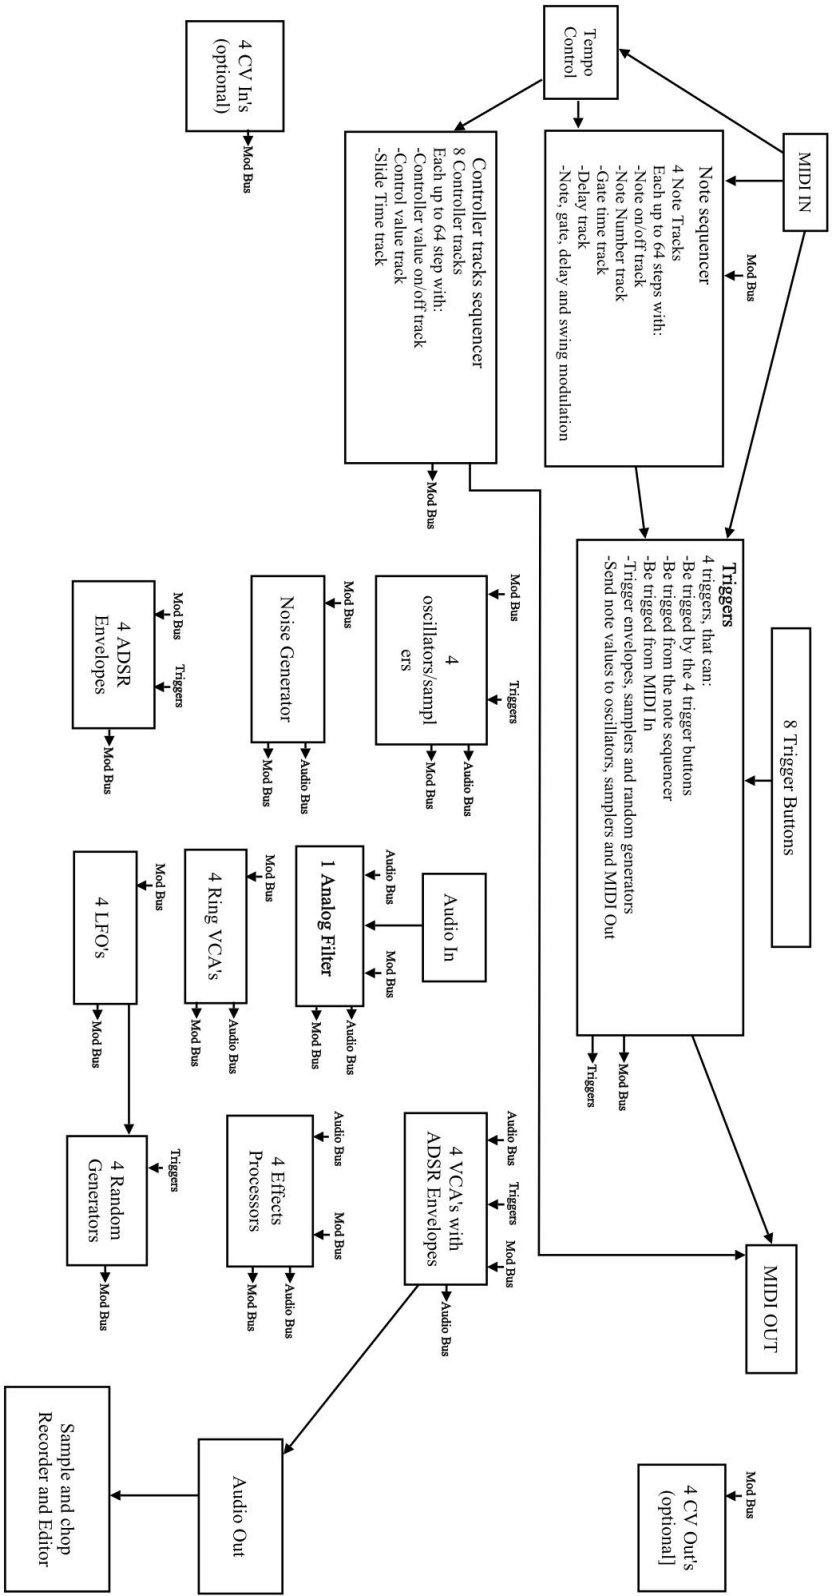 MIDI IN
8 Trigger Buttons
MIDI OUT
4 CV Out's
(optional]
Mod Bus
Tempo
Control
Mod Bus
Note sequencer
4 Note Tracks
Each up to 64 steps with:
-Note on/off track
-Note Number track
-Gate time track
-Delay track
-Note, gate, delay and swing modulation
Triggers
4 triggers, that can:
-Be trigged by the 4 trigger buttons
-Be trigged from the note sequencer
-Be trigged from MIDI In
-Trigger envelopes, samplers and random generators
-Send note values to oscillators, samplers and MIDI Out
Mod Bus
Triggers
Controller tracks sequencer
8 Controller tracks
Each up to 64 step with:
-Controller value on/off track
-Control value track
-Slide Time track
Mod Bus
4 CV In's
(optional)
Mod Bus
Mod Bus
Triggers
4
oscillators/sampl
ers
Audio Bus
Mod Bus
Audio In
Audio Bus
Triggers
Mod Bus
4 VCA's with
ADSR Envelopes
Audio Bus
Mod Bus
Noise Generator
Audio Bus
Mod Bus
Audio Bus
Mod Bus
1 Analog Filter
Audio Bus
Mod Bus
Audio Bus
Mod Bus
4 Effects
Processors
Audio Bus
Mod Bus
Mod Bus
4 Ring VCA's
Audio Bus
Mod Bus
Audio Out
Mod Bus
Triggers
4 ADSR
Envelopes
Mod Bus
Mod Bus
4 LFO's
Mod Bus
Triggers
4 Random
Generators
Mod Bus
Sample and chop
Recorder and Editor